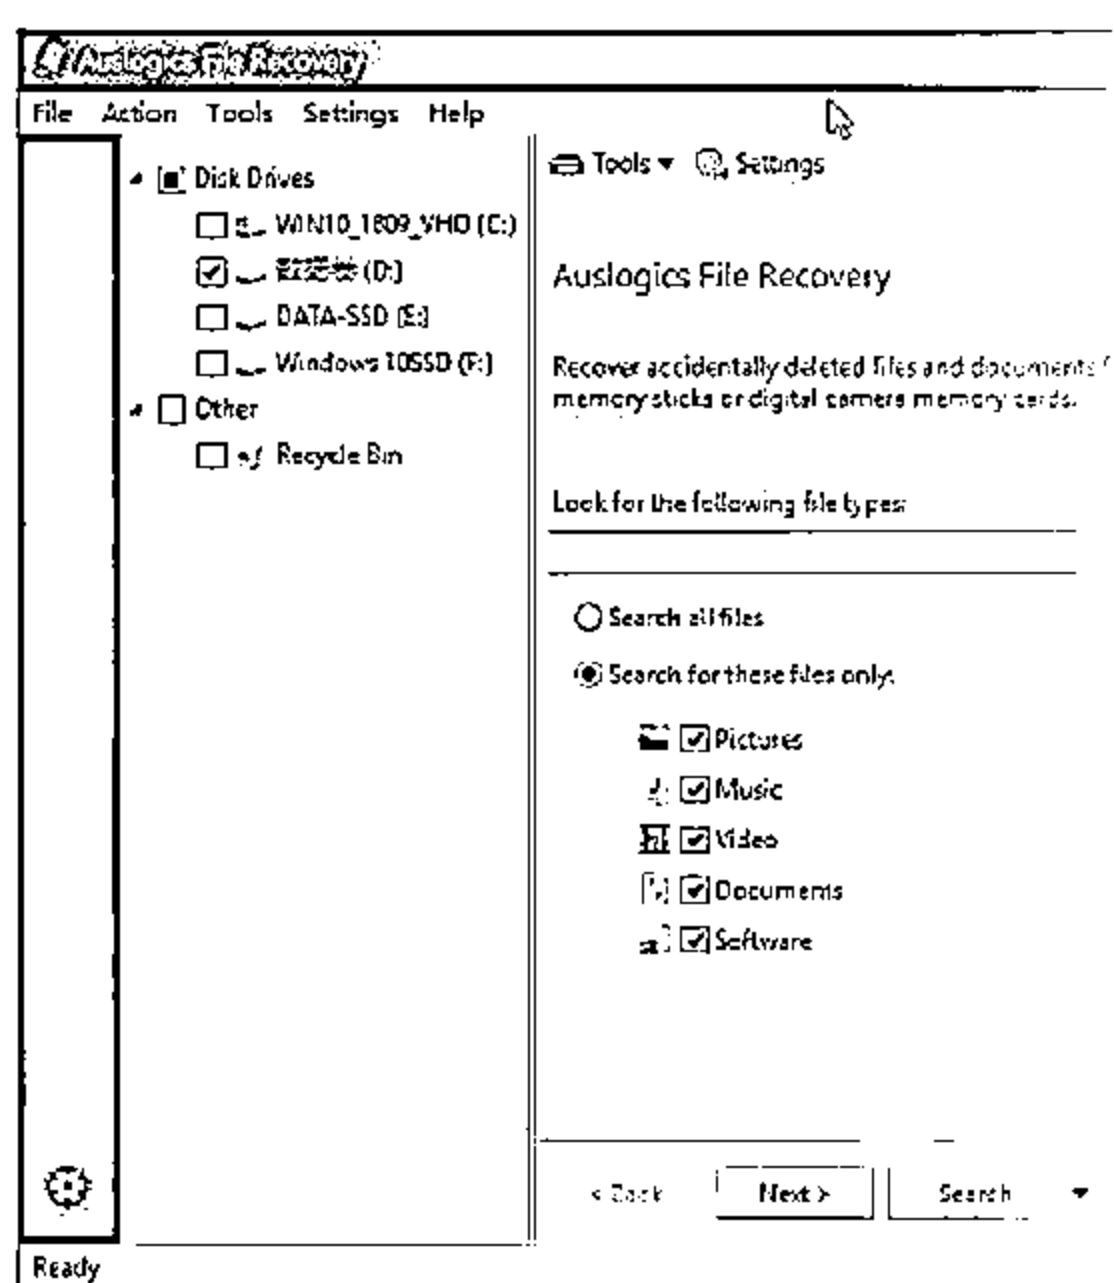 Auslogics File Recovery
File Action Tools Settings Help
Disk Drives
WIN10_1809_VHD (C:)
(D:)
DATA-SSD (E:)
Windows 10SSD (F:)
Other
Recycle Bin
Tools Settings
Auslogics File Recovery
Recover accidentally deleted files and documents
memory sticks or digital camera memory cards.
Look for the following file types:
Search all files
Search for these files only:
Pictures
Music
Video
Documents
Software
< Back Next > Search
Ready